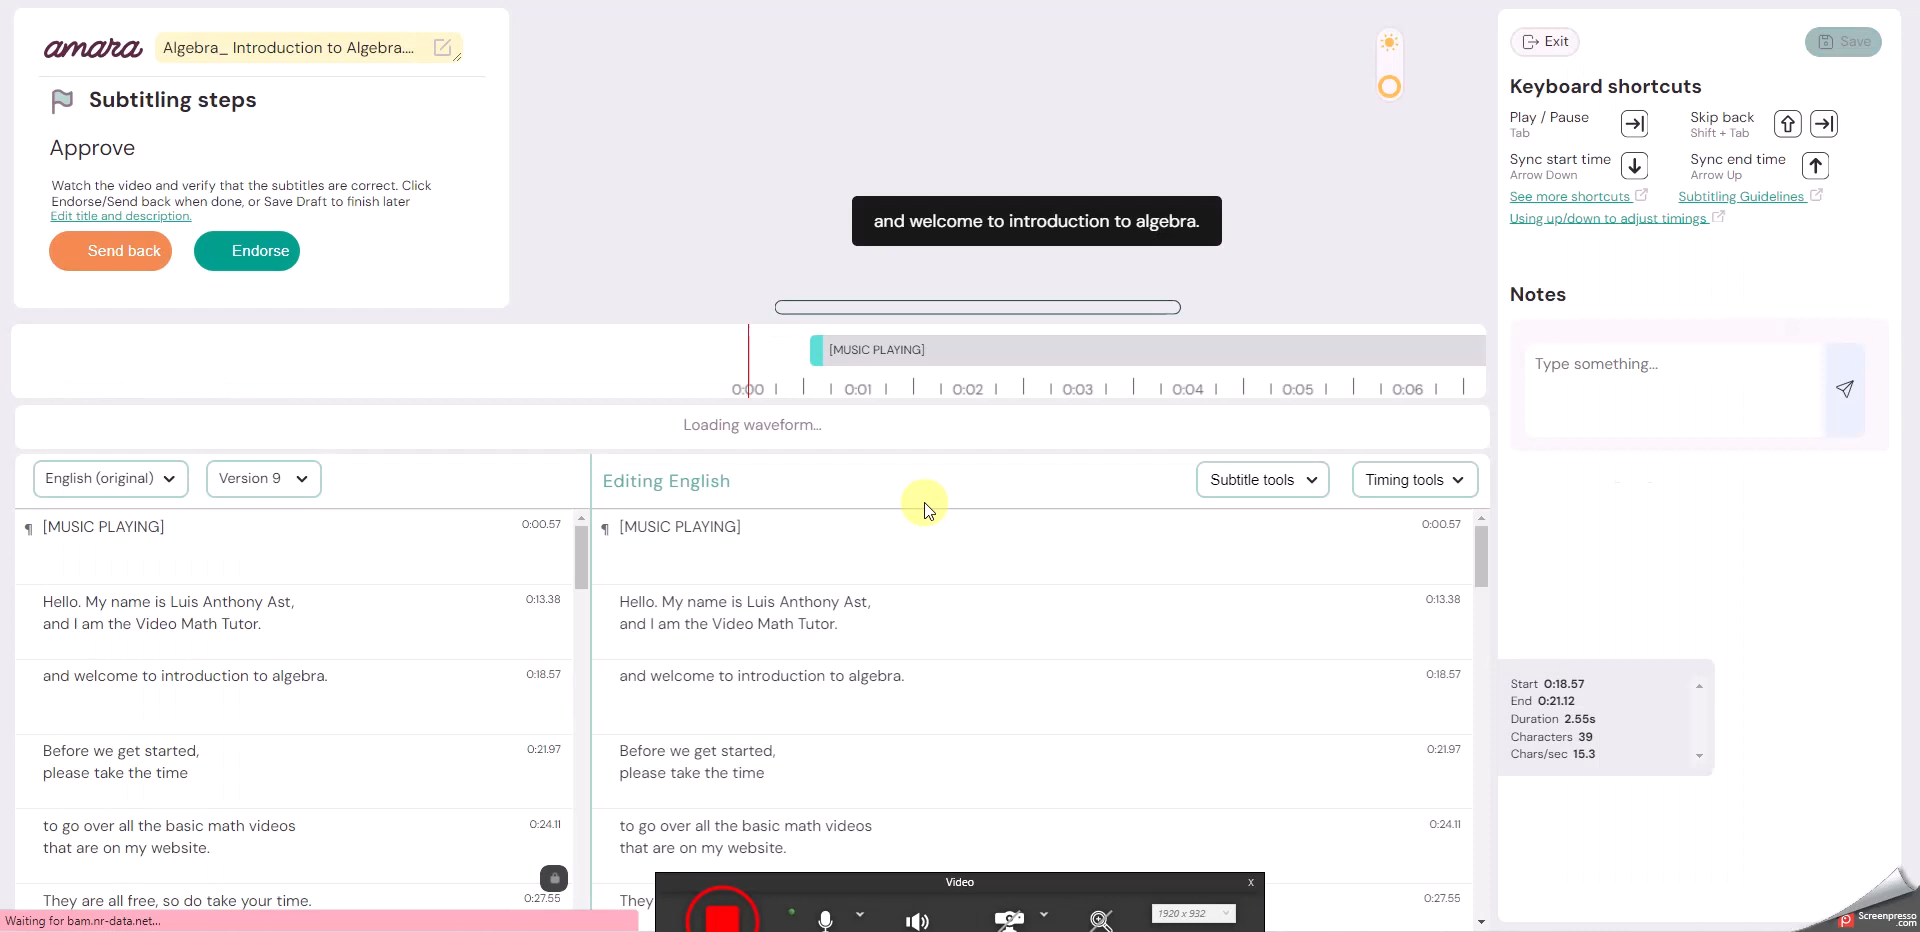 amara
Algebra_ Introduction to Algebra....
Subtitling steps
Approve
Watch the video and verify that the subtitles are correct. Click
Endorse/Send back when done, or Save Draft to finish later
Edit title and description.
Send back
Endorse
and welcome to introduction to algebra.
[MUSIC PLAYING]
0:00
0:01
0:02
0:03
0:04
0:05
0:06
Loading waveform...
English (original)
Version 9
¶ [MUSIC PLAYING]
0:00.57
Hello. My name is Luis Anthony Ast,
and I am the Video Math Tutor.
0:13.38
and welcome to introduction to algebra.
0:18.57
Before we get started,
please take the time
0:21.97
to go over all the basic math videos
that are on my website.
0:24.11
They are all free, so do take your time.
0:27.55
Editing English
Subtitle tools
Timing tools
¶ [MUSIC PLAYING]
0:00.57
Hello. My name is Luis Anthony Ast,
and I am the Video Math Tutor.
0:13.38
and welcome to introduction to algebra.
0:18.57
Before we get started,
please take the time
0:21.97
to go over all the basic math videos
that are on my website.
0:24.11
They
0:27.55
Exit
Save
Keyboard shortcuts
Play / Pause
Tab
Skip back
Shift + Tab
Sync start time
Arrow Down
Sync end time
Arrow Up
See more shortcuts
Subtitling Guidelines
Using up/down to adjust timings
Notes
Type something...
Start 0:18.57
End 0:21.12
Duration 2.55s
Characters 39
Chars/sec 15.3
Waiting for bam.nr-data.net...
Video
x
1920 x 932
Screenpresso
.com